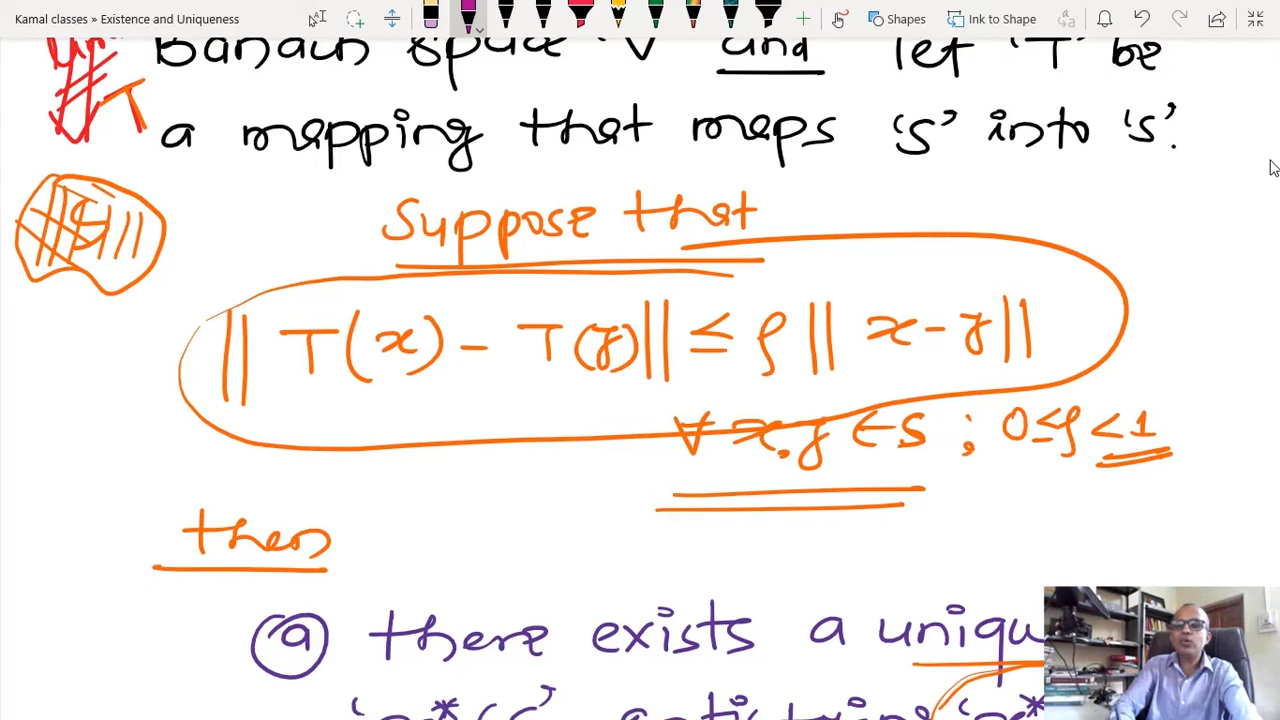 Kamal classes » Existence and Uniqueness
Shapes
Ink to Shape
Banach space 'V' and let 'T' be
a mapping that maps 'S' into 'S'.
T
S
Suppose that
|| T(x) - T(y) || ≤ ρ || x - y ||
∀ x, y ∈ S ; 0 ≤ ρ < 1
then
ⓐ there exists a uniqu